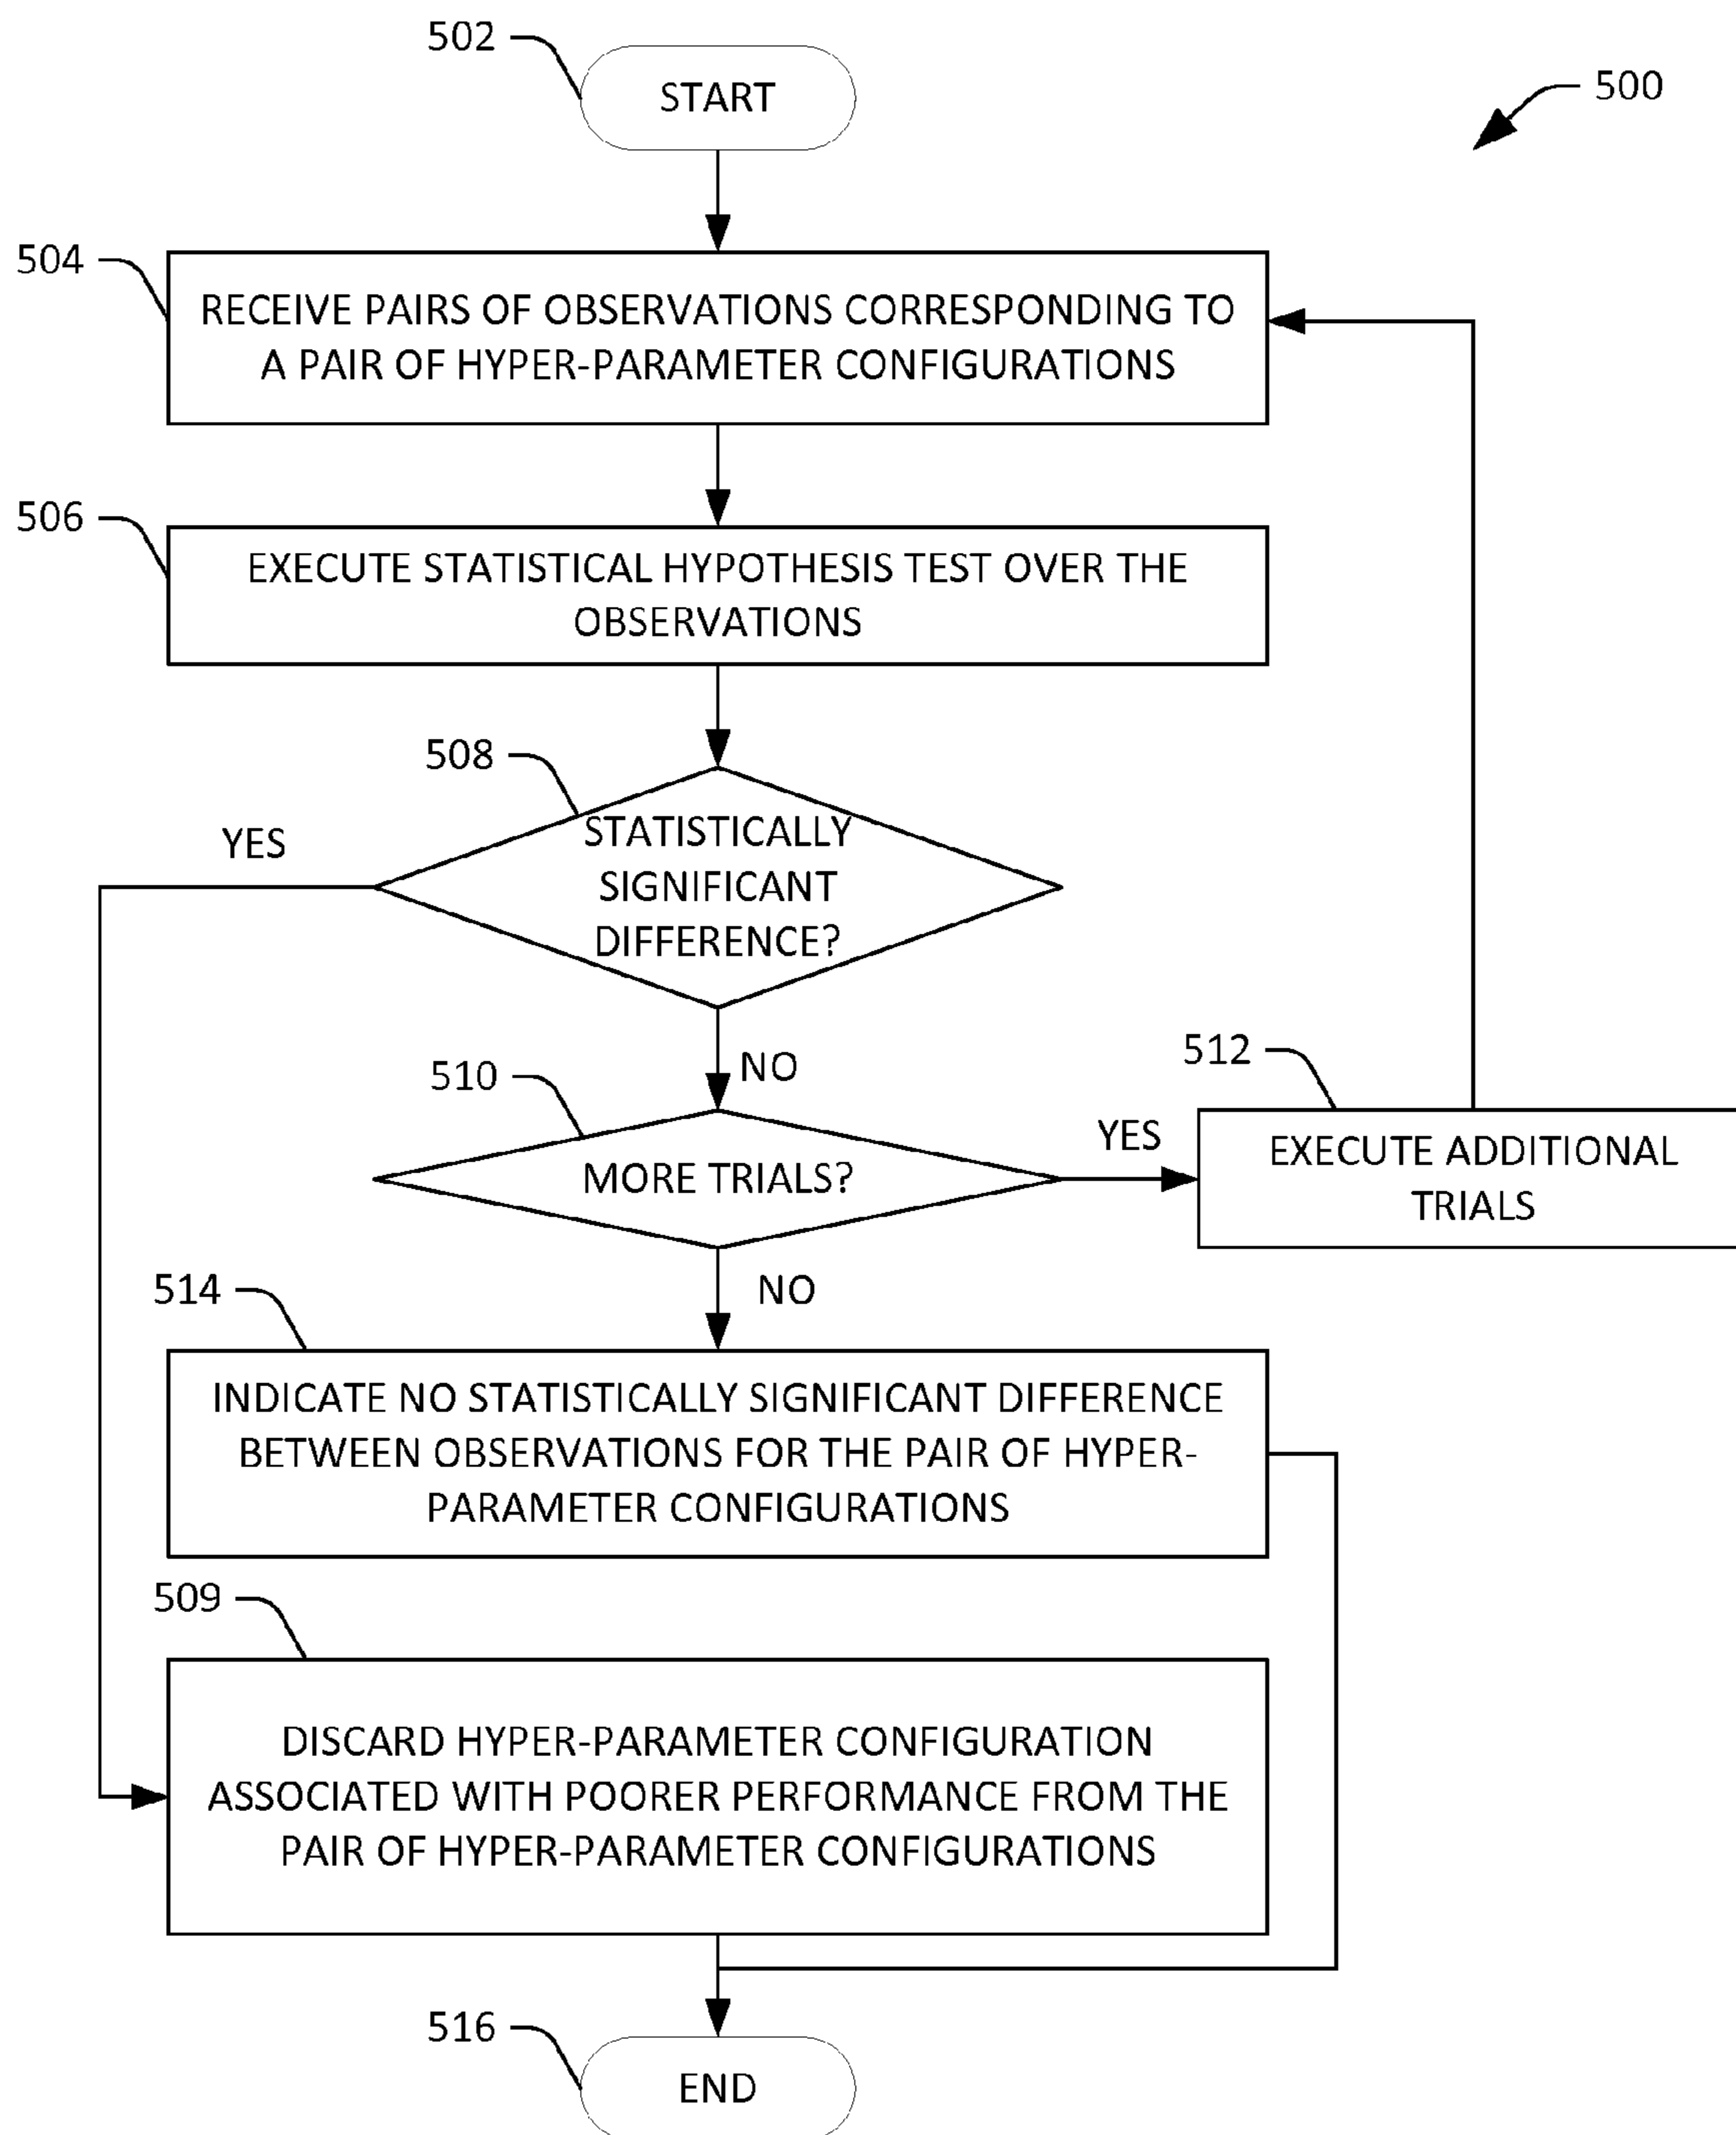 502
START
500
504
RECEIVE PAIRS OF OBSERVATIONS CORRESPONDING TO
A PAIR OF HYPER-PARAMETER CONFIGURATIONS
506
EXECUTE STATISTICAL HYPOTHESIS TEST OVER THE
OBSERVATIONS
508
YES
STATISTICALLY
SIGNIFICANT
DIFFERENCE?
NO
510
512
MORE TRIALS?
YES
EXECUTE ADDITIONAL
TRIALS
NO
514
INDICATE NO STATISTICALLY SIGNIFICANT DIFFERENCE
BETWEEN OBSERVATIONS FOR THE PAIR OF HYPER-
PARAMETER CONFIGURATIONS
509
DISCARD HYPER-PARAMETER CONFIGURATION
ASSOCIATED WITH POORER PERFORMANCE FROM THE
PAIR OF HYPER-PARAMETER CONFIGURATIONS
516
END